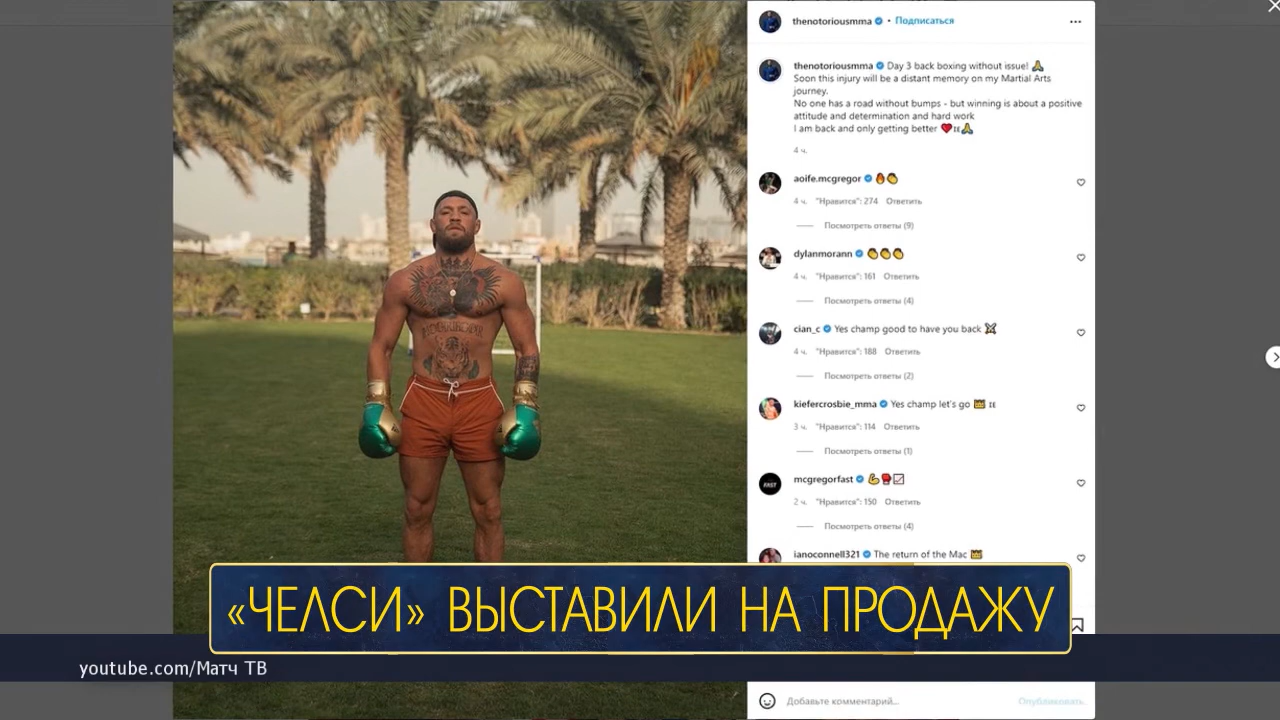 thenotoriousmma • Подписаться
thenotoriousmma Day 3 back boxing without issue! 🙏
Soon this injury will be a distant memory on my Martial Arts
journey.
No one has a road without bumps - but winning is about a positive
attitude and determination and hard work
I am back and only getting better ❤️🙏
4 ч.
aoife.mcgregor 🔥👏
4 ч. "Нравится": 274 Ответить
Посмотреть ответы (9)
dylanmorann 👏👏👏
4 ч. "Нравится": 161 Ответить
Посмотреть ответы (4)
cian_c Yes champ good to have you back ⚔️
4 ч. "Нравится": 188 Ответить
Посмотреть ответы (2)
kiefercrosbie_mma Yes champ let's go 👑
3 ч. "Нравится": 114 Ответить
Посмотреть ответы (1)
FAST
mcgregorfast 💪🥊📈
2 ч. "Нравится": 150 Ответить
Посмотреть ответы (4)
ianoconnell321 The return of the Mac 👑
MCGREGOR
«ЧЕЛСИ» ВЫСТАВИЛИ НА ПРОДАЖУ
youtube.com/Матч ТВ
Добавьте комментарий...
Опубликовать